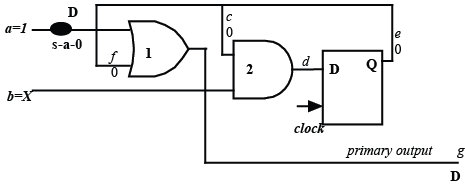 D
a=1
s-a-0
f
0
1
c
0
2
d
D
Q
e
0
b=X
clock
primary output g
D